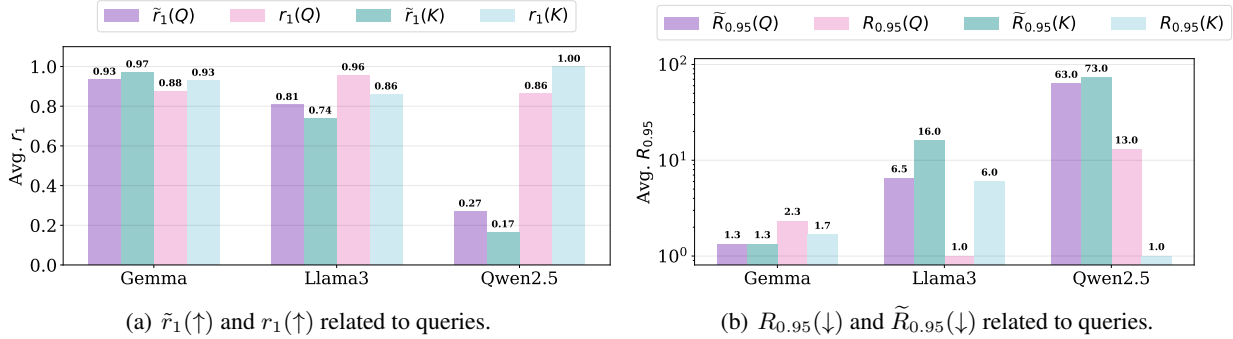 r̃₁(Q) r₁(Q) r̃₁(K) r₁(K)
Avg. r₁
1.0
0.8
0.6
0.4
0.2
0.0
0.93 0.97 0.88 0.93
0.81 0.74 0.96 0.86
0.27 0.17 0.86 1.00
Gemma Llama3 Qwen2.5
(a) r̃₁(↑) and r₁(↑) related to queries.
R̃₀.₉₅(Q) R₀.₉₅(Q) R̃₀.₉₅(K) R₀.₉₅(K)
Avg. R₀.₉₅
10²
10¹
10⁰
1.3 1.3 2.3 1.7
6.5 16.0 1.0 6.0
63.0 73.0 13.0 1.0
Gemma Llama3 Qwen2.5
(b) R₀.₉₅(↓) and R̃₀.₉₅(↓) related to queries.